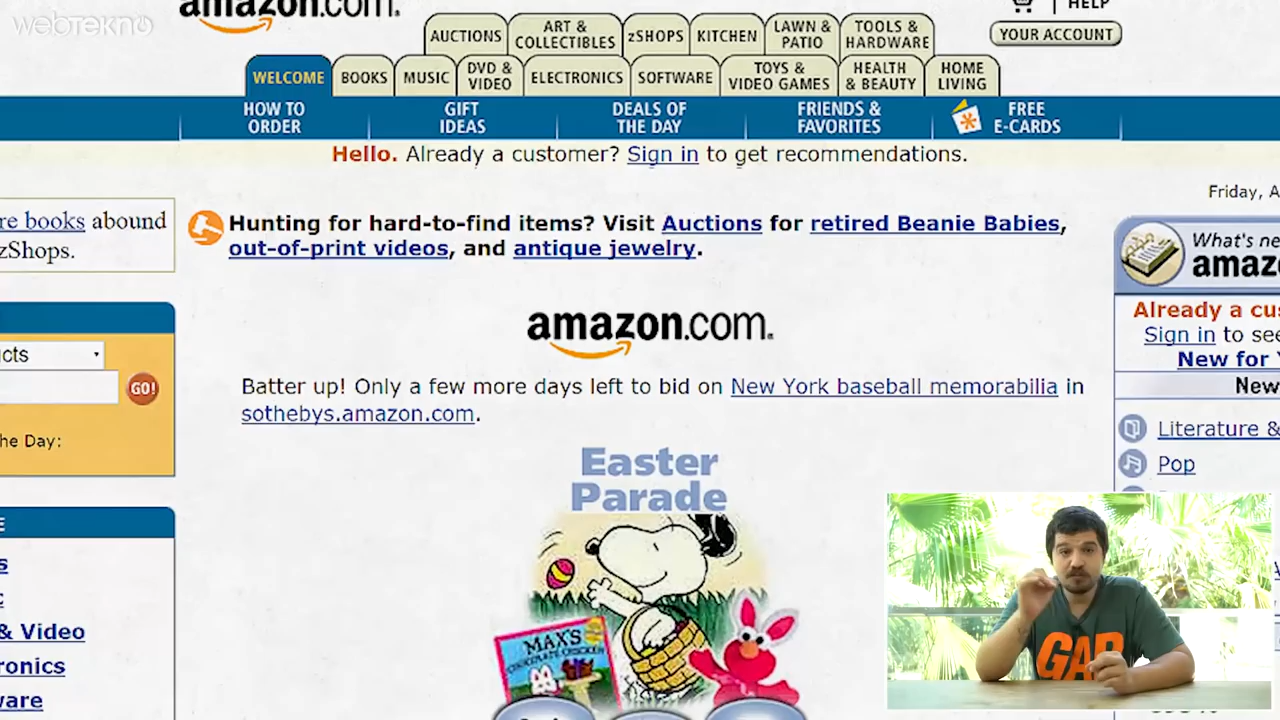 webtekno
amazon.com.
HELP
YOUR ACCOUNT
AUCTIONS
ART &
COLLECTIBLES
zSHOPS
KITCHEN
LAWN &
PATIO
TOOLS &
HARDWARE
WELCOME
BOOKS
MUSIC
DVD &
VIDEO
ELECTRONICS
SOFTWARE
TOYS &
VIDEO GAMES
HEALTH
& BEAUTY
HOME
LIVING
HOW TO
ORDER
GIFT
IDEAS
DEALS OF
THE DAY
FRIENDS &
FAVORITES
FREE
E-CARDS
Hello. Already a customer? Sign in to get recommendations.
Friday, A
re books abound
zShops.
Hunting for hard-to-find items? Visit Auctions for retired Beanie Babies,
out-of-print videos, and antique jewelry.
What's ne
amazo
amazon.com.
Already a cus
Sign in to see
New for Y
New
cts
GO!
he Day:
Batter up! Only a few more days left to bid on New York baseball memorabilia in
sothebys.amazon.com.
Literature &
Pop
Easter
Parade
E
s
c
& Video
tronics
ware
MAX'S
CHOCOLATE CHICKEN
GAP